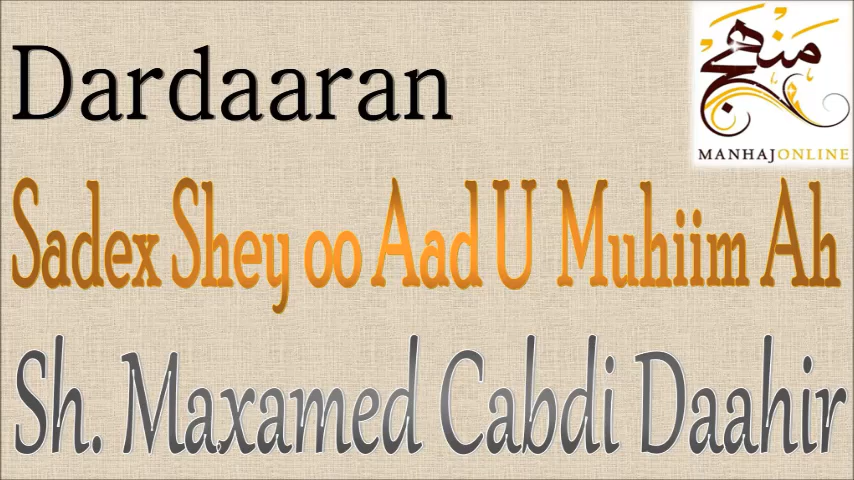 Dardaaran
منهج
MANHAJONLINE
Sadex Shey oo Aad U Muhiim Ah
Sh. Maxamed Cabdi Daahir